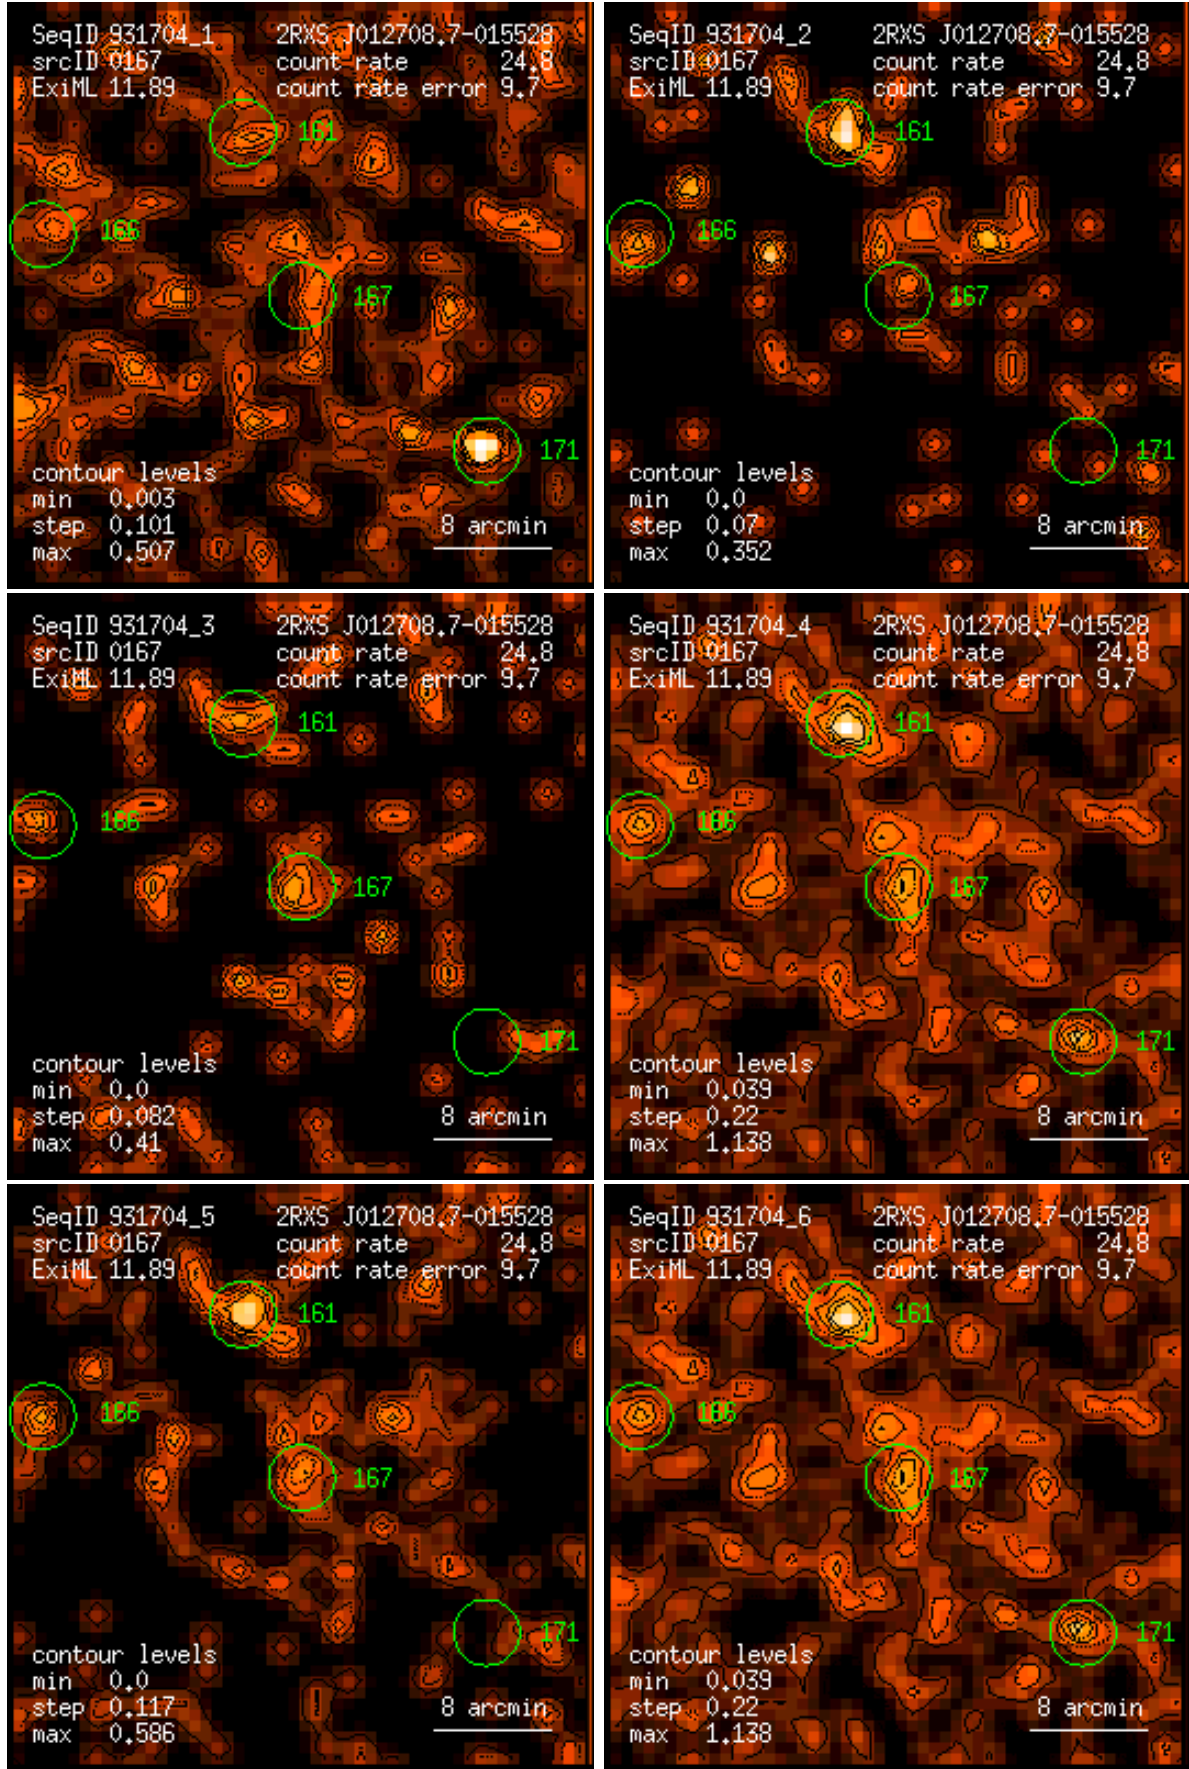 SeqID 931704_1 2RXS J012708.7-015528
srcID 0167 count rate 24.8
ExiML 11.89 count rate error 9.7
161
166
167
171
contour levels
min 0.003
step 0.101
max 0.507
8 arcmin
SeqID 931704_2 2RXS J012708.7-015528
srcID 0167 count rate 24.8
ExiML 11.89 count rate error 9.7
161
166
167
171
contour levels
min 0.0
step 0.07
max 0.352
8 arcmin
SeqID 931704_3 2RXS J012708.7-015528
srcID 0167 count rate 24.8
ExiML 11.89 count rate error 9.7
161
166
167
171
contour levels
min 0.0
step 0.082
max 0.41
8 arcmin
SeqID 931704_4 2RXS J012708.7-015528
srcID 0167 count rate 24.8
ExiML 11.89 count rate error 9.7
161
166
167
171
contour levels
min 0.039
step 0.22
max 1.138
8 arcmin
SeqID 931704_5 2RXS J012708.7-015528
srcID 0167 count rate 24.8
ExiML 11.89 count rate error 9.7
161
166
167
171
contour levels
min 0.0
step 0.117
max 0.586
8 arcmin
SeqID 931704_6 2RXS J012708.7-015528
srcID 0167 count rate 24.8
ExiML 11.89 count rate error 9.7
161
166
167
171
contour levels
min 0.039
step 0.22
max 1.138
8 arcmin